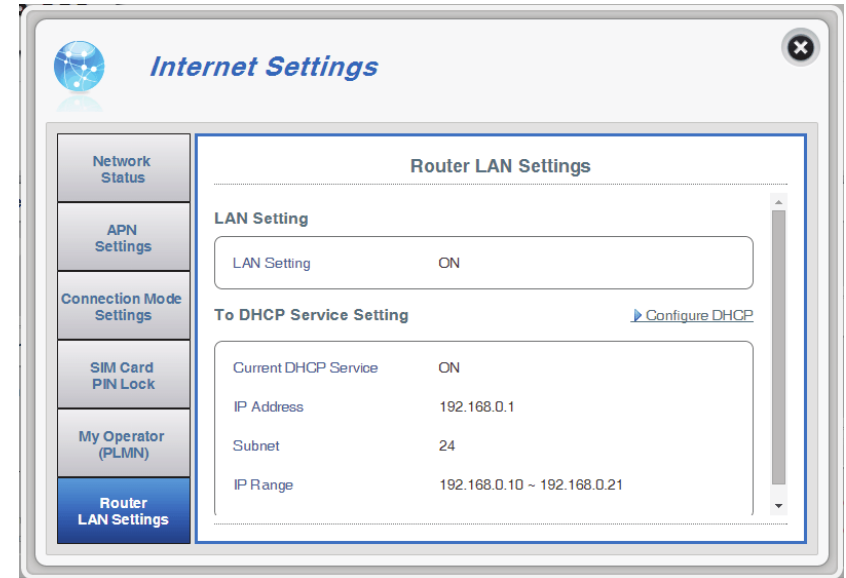 Internet Settings
Network
Status
APN
Settings
Connection Mode
Settings
SIM Card
PIN Lock
My Operator
(PLMN)
Router
LAN Settings
Router LAN Settings
LAN Setting
LAN Setting ON
To DHCP Service Setting Configure DHCP
Current DHCP Service ON
IP Address 192.168.0.1
Subnet 24
IP Range 192.168.0.10 ~ 192.168.0.21